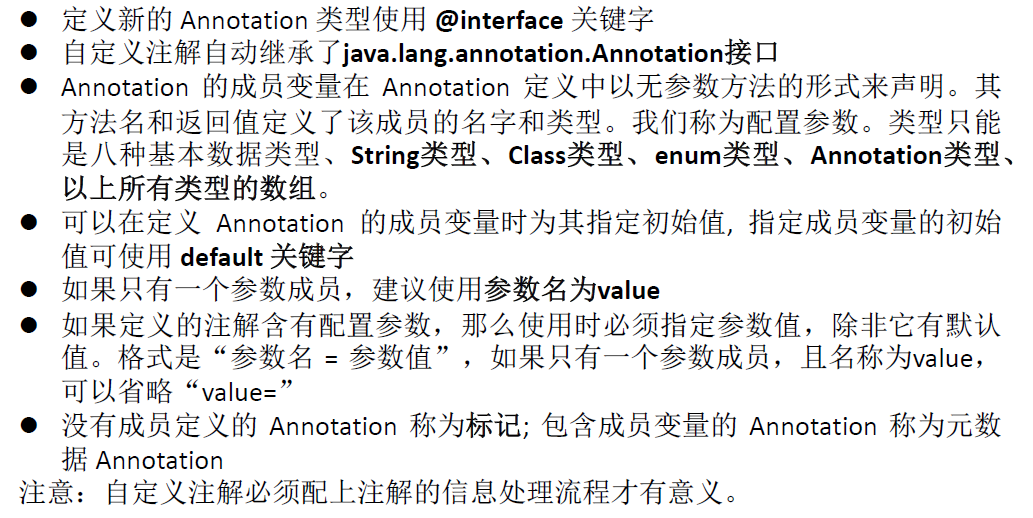 ● 定义新的 Annotation 类型使用 @interface 关键字
● 自定义注解自动继承了java.lang.annotation.Annotation接口
● Annotation 的成员变量在 Annotation 定义中以无参数方法的形式来声明。其
方法名和返回值定义了该成员的名字和类型。我们称为配置参数。类型只能
是八种基本数据类型、String类型、Class类型、enum类型、Annotation类型、
以上所有类型的数组。
● 可以在定义 Annotation 的成员变量时为其指定初始值, 指定成员变量的初始
值可使用 default 关键字
● 如果只有一个参数成员，建议使用参数名为value
● 如果定义的注解含有配置参数，那么使用时必须指定参数值，除非它有默认
值。格式是“参数名 = 参数值”，如果只有一个参数成员，且名称为value，
可以省略“value=”
● 没有成员定义的 Annotation 称为标记; 包含成员变量的 Annotation 称为元数
据 Annotation
注意：自定义注解必须配上注解的信息处理流程才有意义。